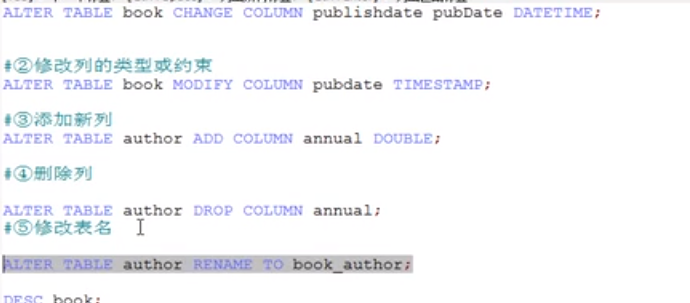 ALTER TABLE book CHANGE COLUMN publishdate pubDate DATETIME;
#②修改列的类型或约束
ALTER TABLE book MODIFY COLUMN pubdate TIMESTAMP;
#③添加新列
ALTER TABLE author ADD COLUMN annual DOUBLE;
#④删除列
ALTER TABLE author DROP COLUMN annual;
#⑤修改表名
ALTER TABLE author RENAME TO book_author;
DESC book;